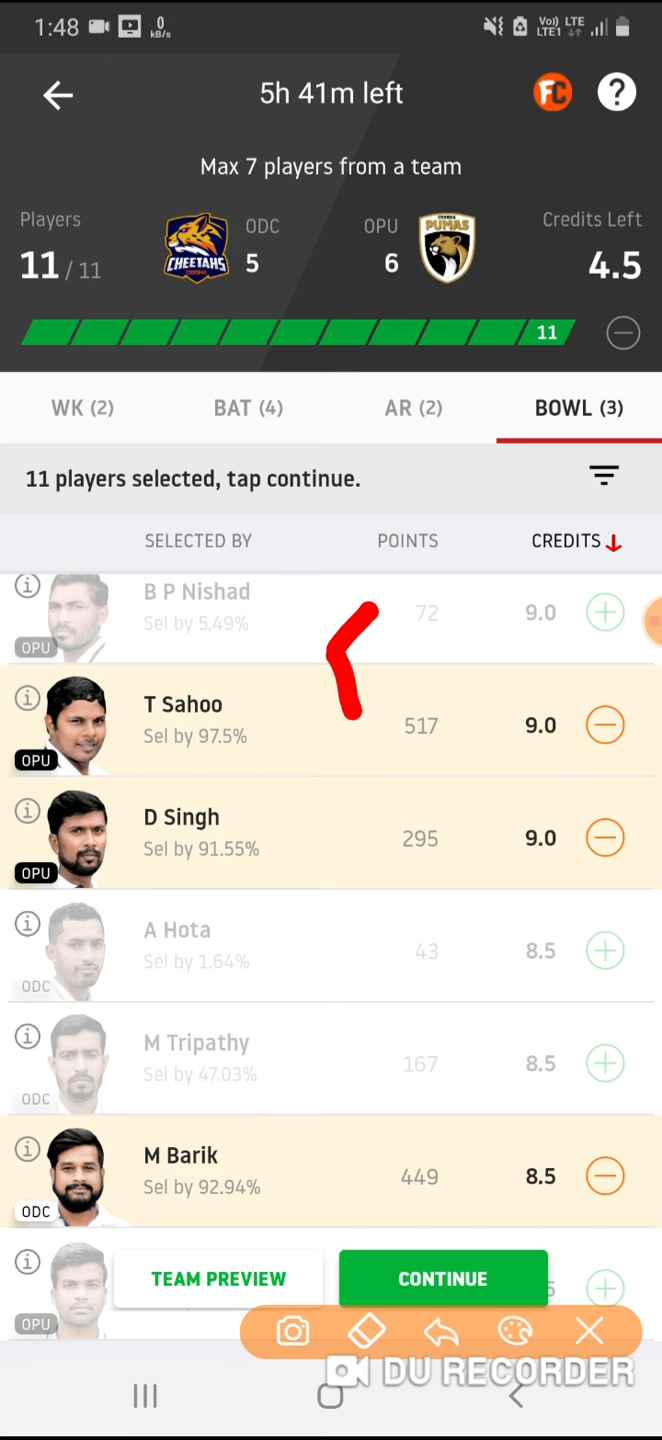 1:48 0 kB/s Vo)) LTE LTE1
5h 41m left FC ?
Max 7 players from a team
Players ODC OPU PUMAS Credits Left
11 / 11 CHEETAHS ODISHA 5 6 4.5
11
WK (2) BAT (4) AR (2) BOWL (3)
11 players selected, tap continue.
SELECTED BY POINTS CREDITS
B P Nishad
Sel by 5.49% 72 9.0
OPU
T Sahoo
Sel by 97.5% 517 9.0
OPU
D Singh
Sel by 91.55% 295 9.0
OPU
A Hota
Sel by 1.64% 43 8.5
ODC
M Tripathy
Sel by 47.03% 167 8.5
ODC
M Barik
Sel by 92.94% 449 8.5
ODC
TEAM PREVIEW CONTINUE 5
OPU
DU RECORDER